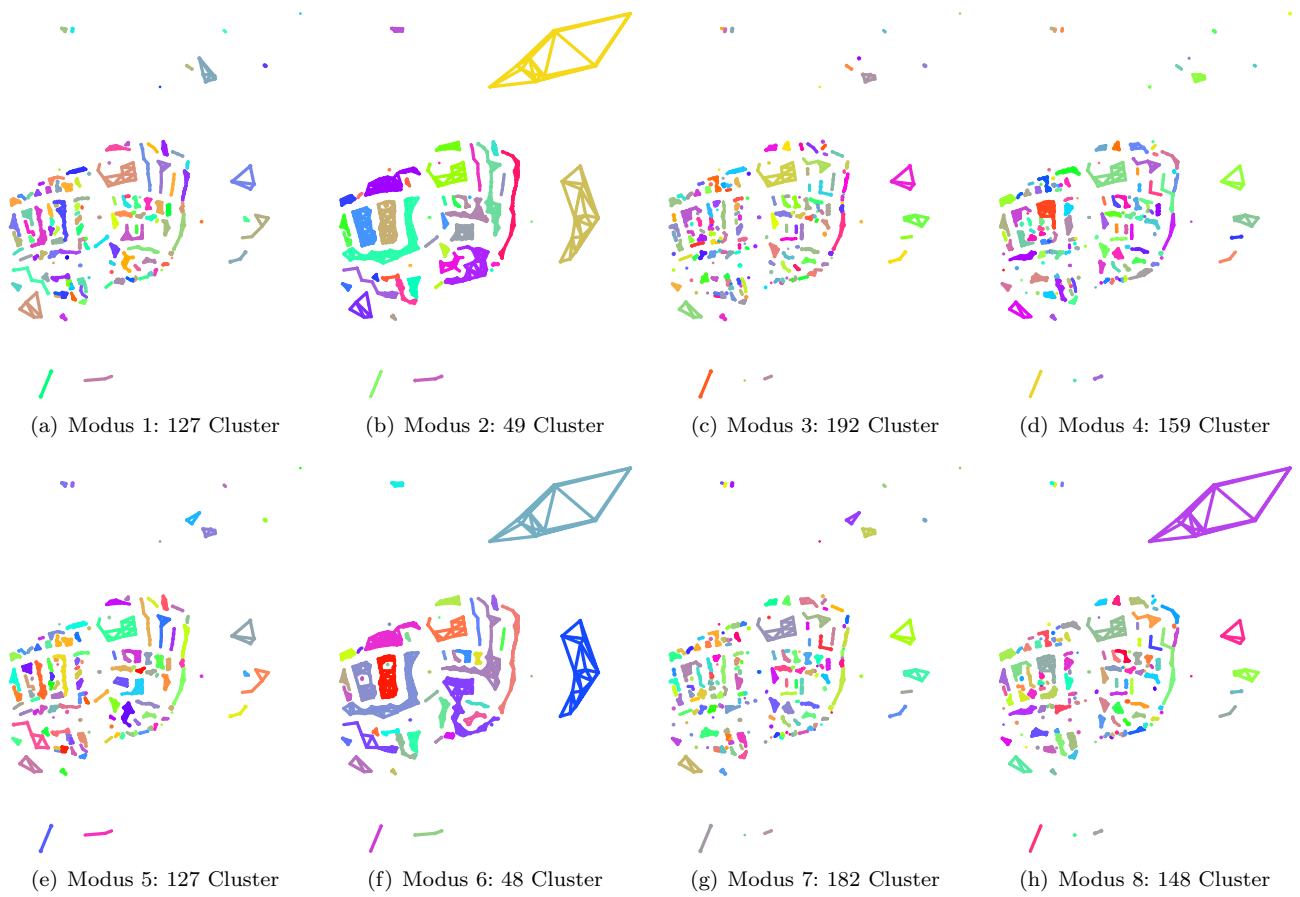 (a) Modus 1: 127 Cluster
(b) Modus 2: 49 Cluster
(c) Modus 3: 192 Cluster
(d) Modus 4: 159 Cluster
(e) Modus 5: 127 Cluster
(f) Modus 6: 48 Cluster
(g) Modus 7: 182 Cluster
(h) Modus 8: 148 Cluster